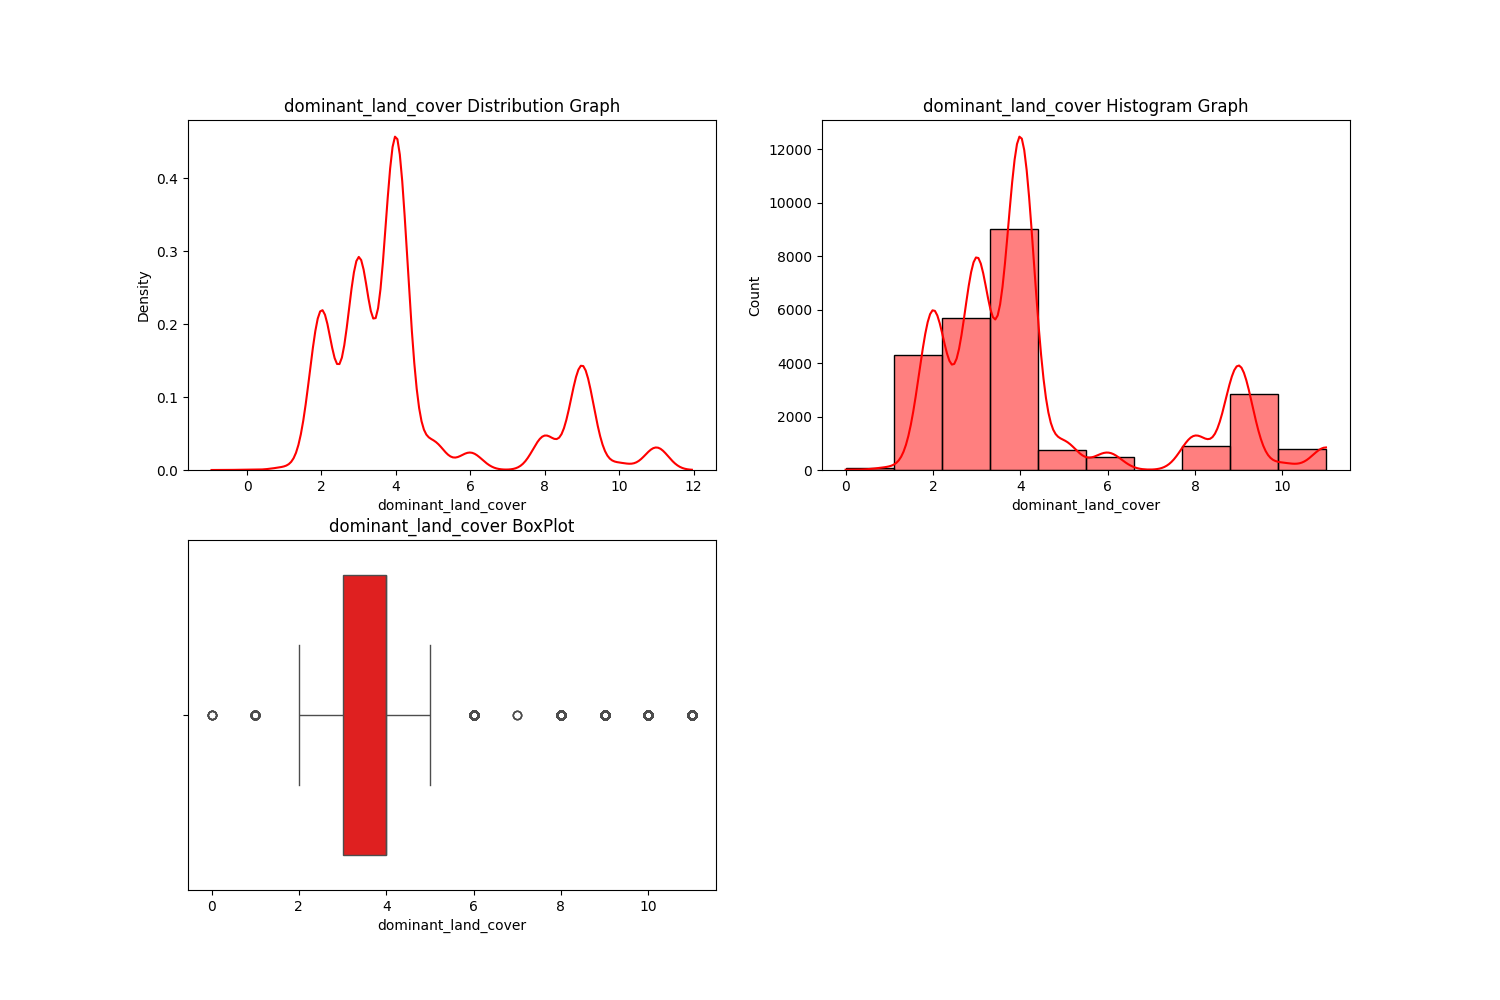 dominant_land_cover Distribution Graph
Density
0.4
0.3
0.2
0.1
0.0
0 2 4 6 8 10 12
dominant_land_cover
dominant_land_cover Histogram Graph
Count
12000
10000
8000
6000
4000
2000
0
0 2 4 6 8 10
dominant_land_cover
dominant_land_cover BoxPlot
0 2 4 6 8 10
dominant_land_cover